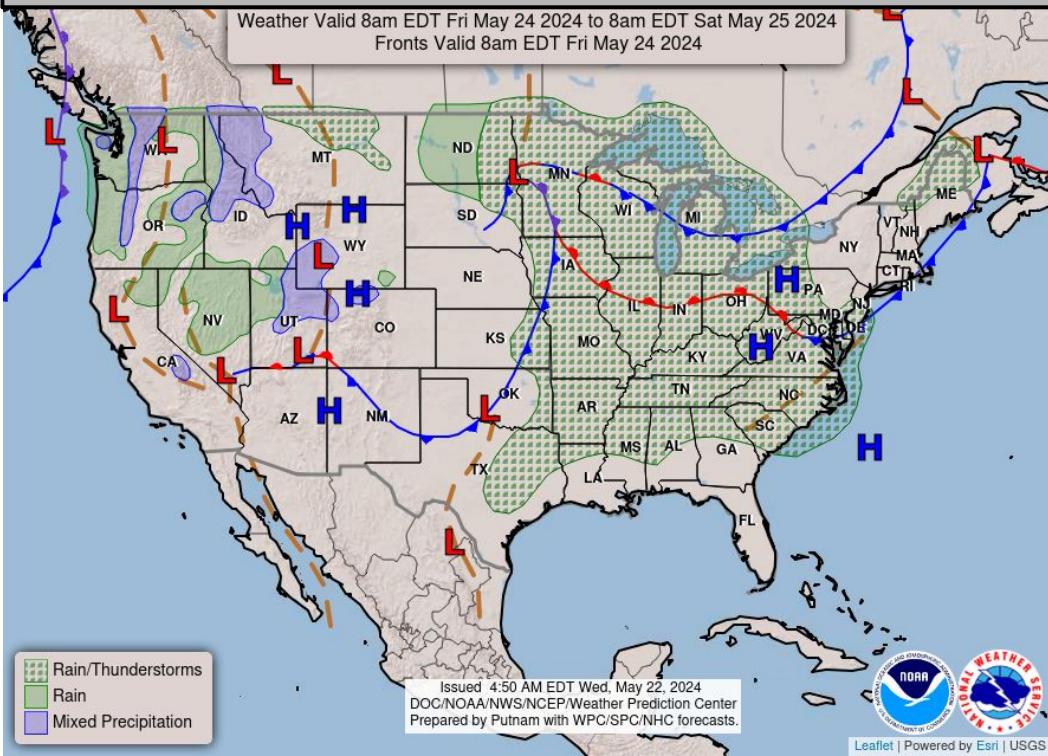 Weather Valid 8am EDT Fri May 24 2024 to 8am EDT Sat May 25 2024
Fronts Valid 8am EDT Fri May 24 2024
L
L
L
L
L
WA
L
MT
ND
L
MN
ME
OR
ID
H
H
SD
WI
MI
VT
NH
NY
MA
L
WY
H
NE
IA
H
PA
CT
RI
L
NV
UT
CO
IL
IN
OH
NJ
MD
DE
DC
CA
L
L
KS
MO
KY
WV
H
VA
AZ
H
NM
L
OK
AR
TN
NC
SC
TX
MS
AL
GA
H
LA
FL
L
Rain/Thunderstorms
Rain
Mixed Precipitation
Issued 4:50 AM EDT Wed, May 22, 2024
DOC/NOAA/NWS/NCEP/Weather Prediction Center
Prepared by Putnam with WPC/SPC/NHC forecasts.
NOAA
NATIONAL WEATHER SERVICE
Leaflet | Powered by Esri | USGS